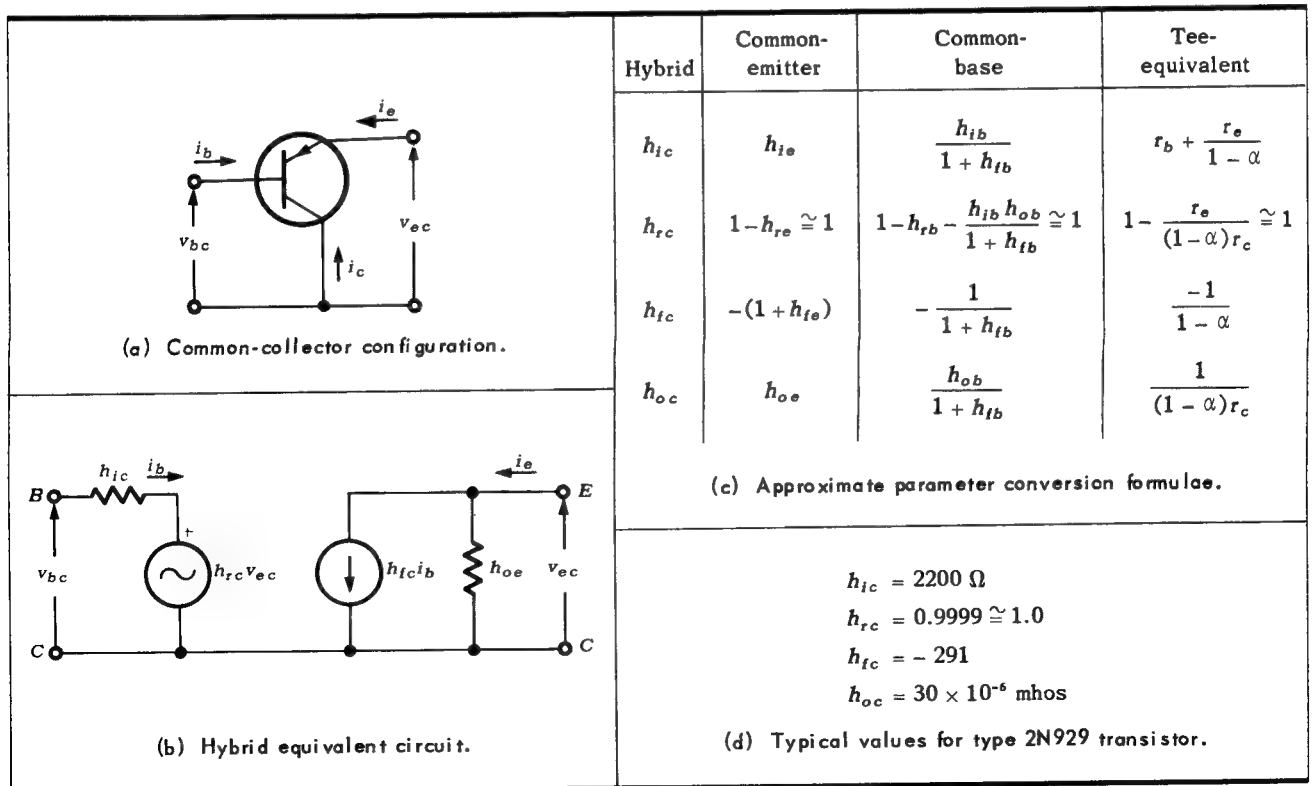 i_e
i_b
v_bc
v_ec
i_c
(a) Common-collector configuration.
B
h_ic
i_b
v_bc
+
h_rc v_ec
C
h_fc i_b
h_oe
i_e
E
v_ec
C
(b) Hybrid equivalent circuit.
Hybrid | Common-emitter | Common-base | Tee-equivalent
h_ic | h_ie | h_ib / (1 + h_fb) | r_b + r_e / (1 − α)
h_rc | 1 − h_re ≅ 1 | 1 − h_rb − h_ib h_ob / (1 + h_fb) ≅ 1 | 1 − r_e / ((1 − α) r_c) ≅ 1
h_fc | −(1 + h_fe) | − 1 / (1 + h_fb) | −1 / (1 − α)
h_oc | h_oe | h_ob / (1 + h_fb) | 1 / ((1 − α) r_c)
(c) Approximate parameter conversion formulae.
h_ic = 2200 Ω
h_rc = 0.9999 ≅ 1.0
h_fc = − 291
h_oc = 30 × 10⁻⁶ mhos
(d) Typical values for type 2N929 transistor.